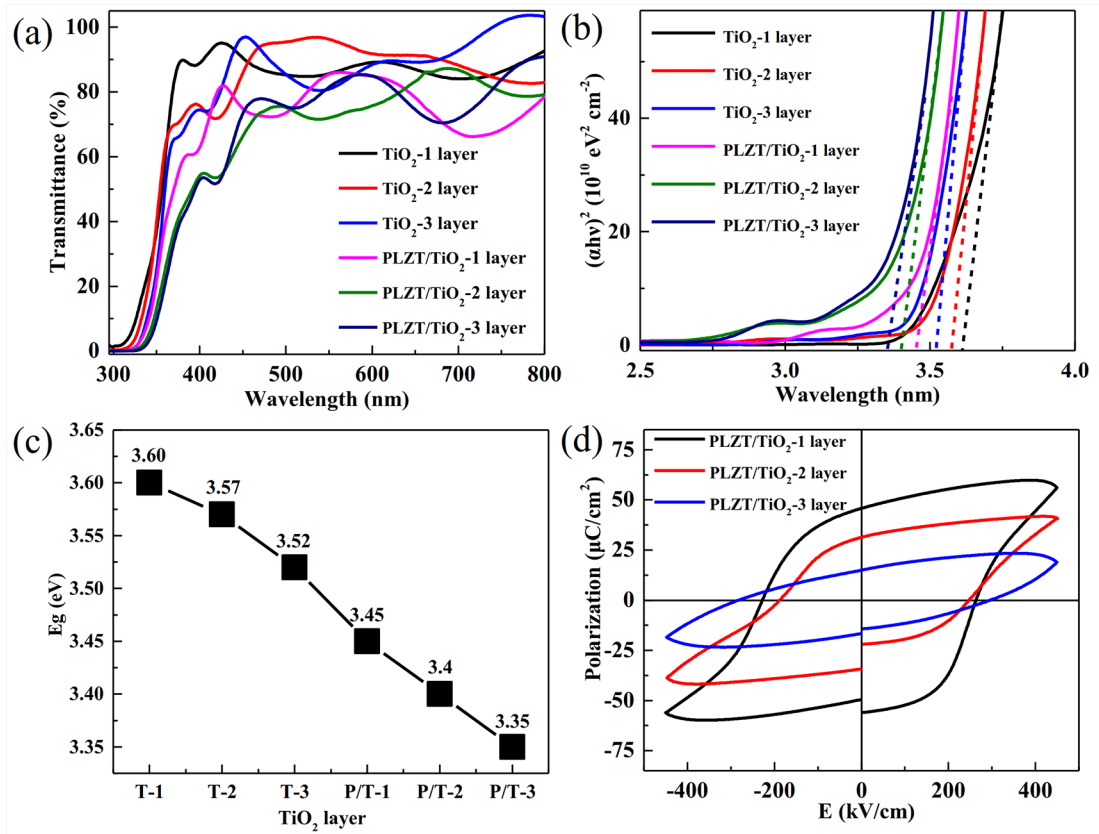 (a)
100
80
60
40
20
0
Transmittance (%)
300
400
500
600
700
800
Wavelength (nm)
TiO2-1 layer
TiO2-2 layer
TiO2-3 layer
PLZT/TiO2-1 layer
PLZT/TiO2-2 layer
PLZT/TiO2-3 layer
(b)
40
20
0
(αhν)² (10¹⁰ eV² cm⁻²)
2.5
3.0
3.5
4.0
Wavelength (nm)
TiO2-1 layer
TiO2-2 layer
TiO2-3 layer
PLZT/TiO2-1 layer
PLZT/TiO2-2 layer
PLZT/TiO2-3 layer
(c)
3.65
3.60
3.55
3.50
3.45
3.40
3.35
Eg (eV)
3.60
3.57
3.52
3.45
3.4
3.35
T-1
T-2
T-3
P/T-1
P/T-2
P/T-3
TiO2 layer
(d)
75
50
25
0
-25
-50
-75
Polarization (μC/cm²)
-400
-200
0
200
400
E (kV/cm)
PLZT/TiO2-1 layer
PLZT/TiO2-2 layer
PLZT/TiO2-3 layer